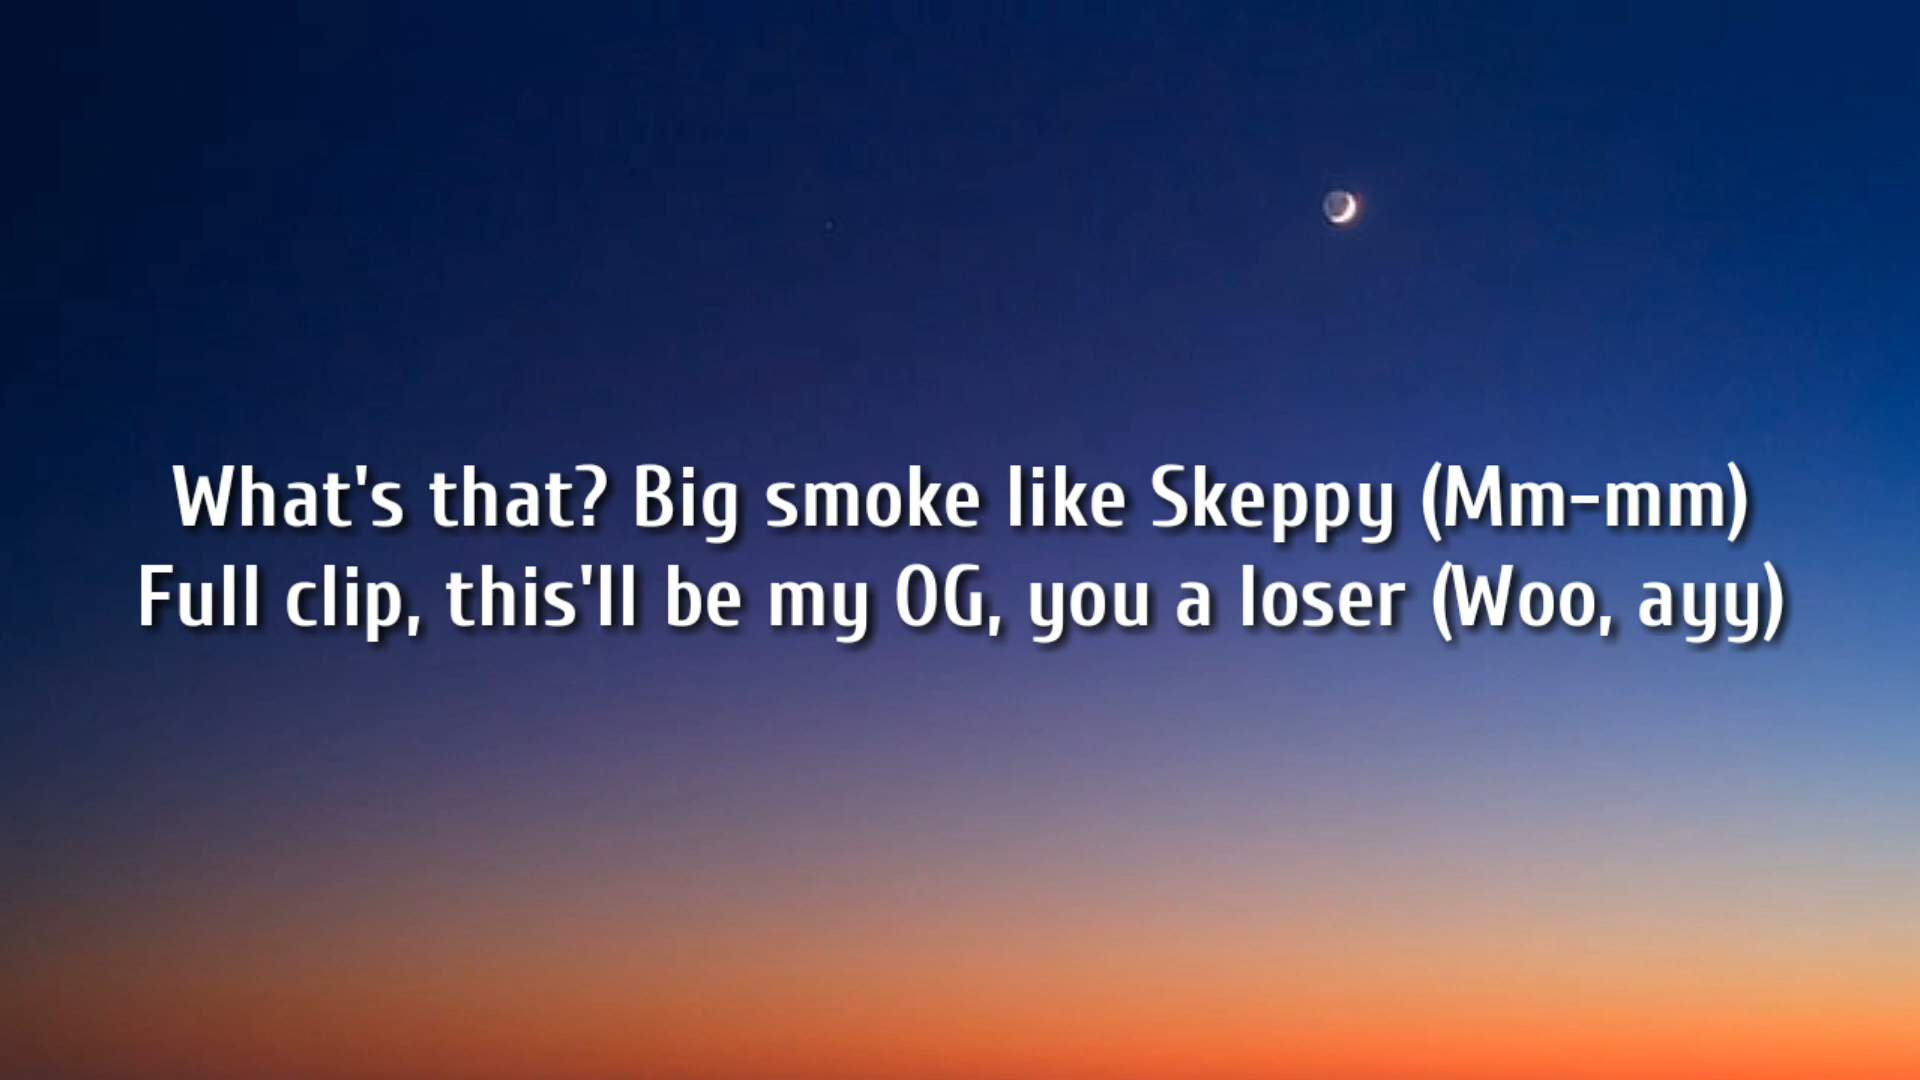 What's that? Big smoke like Skeppy (Mm-mm)
Full clip, this'll be my OG, you a loser (Woo, ayy)